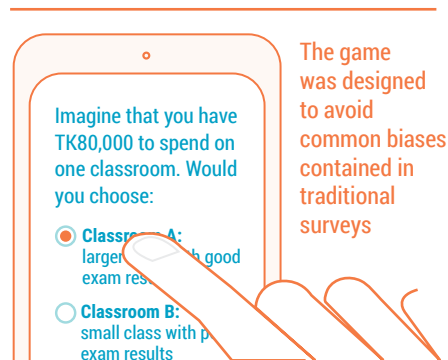 Imagine that you have
TK80,000 to spend on
one classroom. Would
you choose:
Classroom A:
larger good
exam
Classroom B:
small class with
exam results
The game
was designed
to avoid
common biases
contained in
traditional
surveys